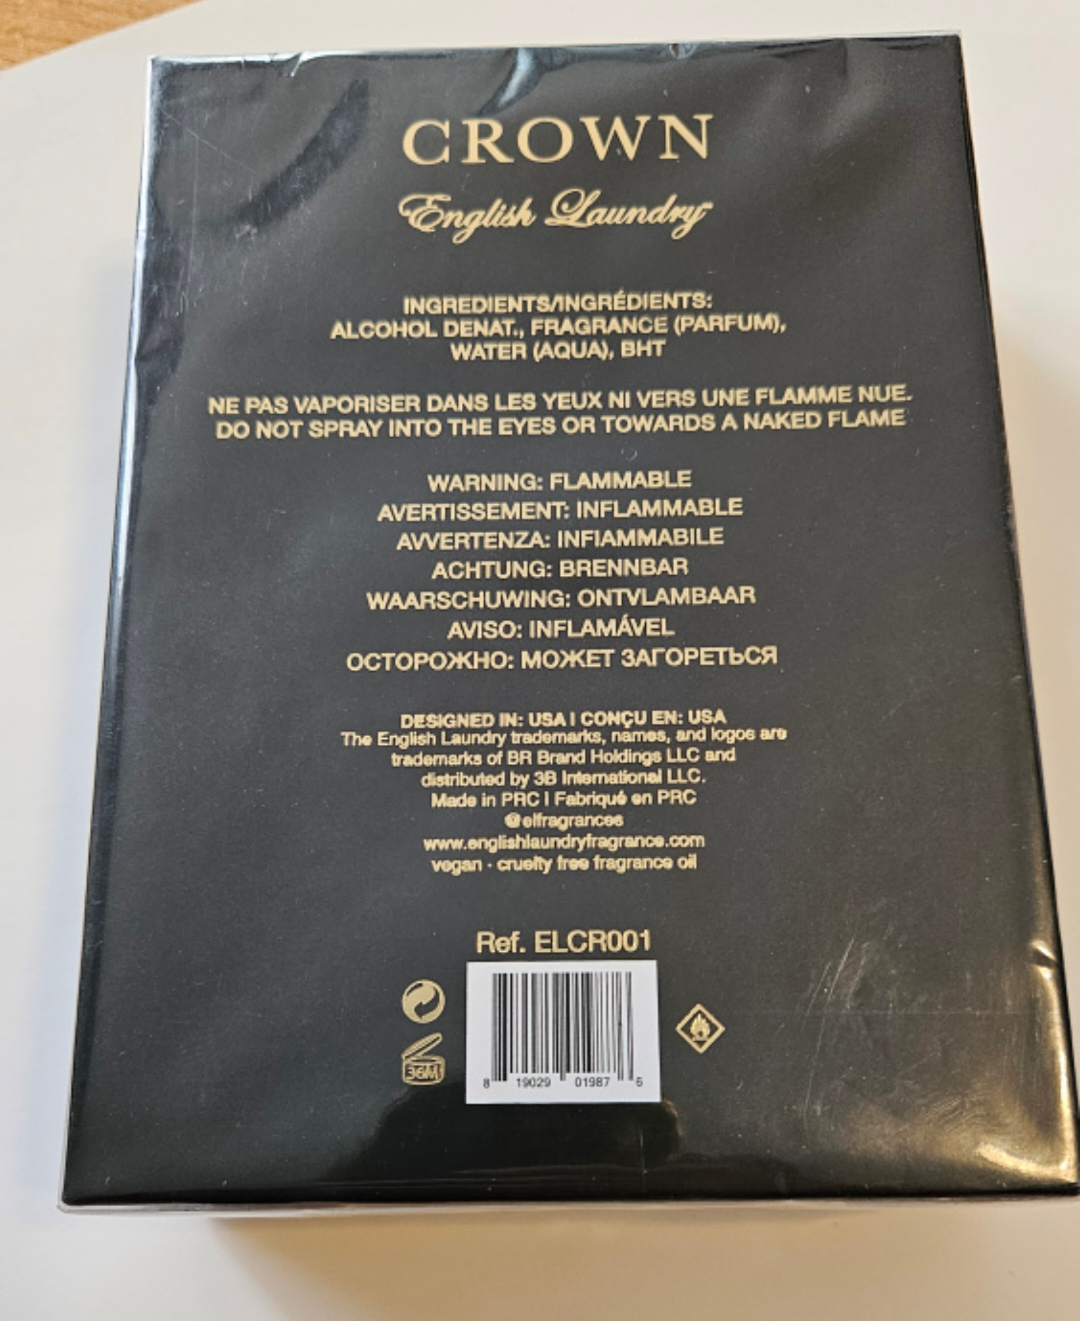 CROWN
English Laundry™
INGREDIENTS/INGRÉDIENTS:
ALCOHOL DENAT., FRAGRANCE (PARFUM),
WATER (AQUA), BHT
NE PAS VAPORISER DANS LES YEUX NI VERS UNE FLAMME NUE.
DO NOT SPRAY INTO THE EYES OR TOWARDS A NAKED FLAME
WARNING: FLAMMABLE
AVERTISSEMENT: INFLAMMABLE
AVVERTENZA: INFIAMMABILE
ACHTUNG: BRENNBAR
WAARSCHUWING: ONTVLAMBAAR
AVISO: INFLAMÁVEL
ОСТОРОЖНО: МОЖЕТ ЗАГОРЕТЬСЯ
DESIGNED IN: USA | CONÇU EN: USA
The English Laundry trademarks, names, and logos are
trademarks of BR Brand Holdings LLC and
distributed by 3B International LLC.
Made in PRC | Fabriqué en PRC
@elfragrances
www.englishlaundryfragrance.com
vegan · cruelty free fragrance oil
Ref. ELCR001
36M
8 19029 01987 6